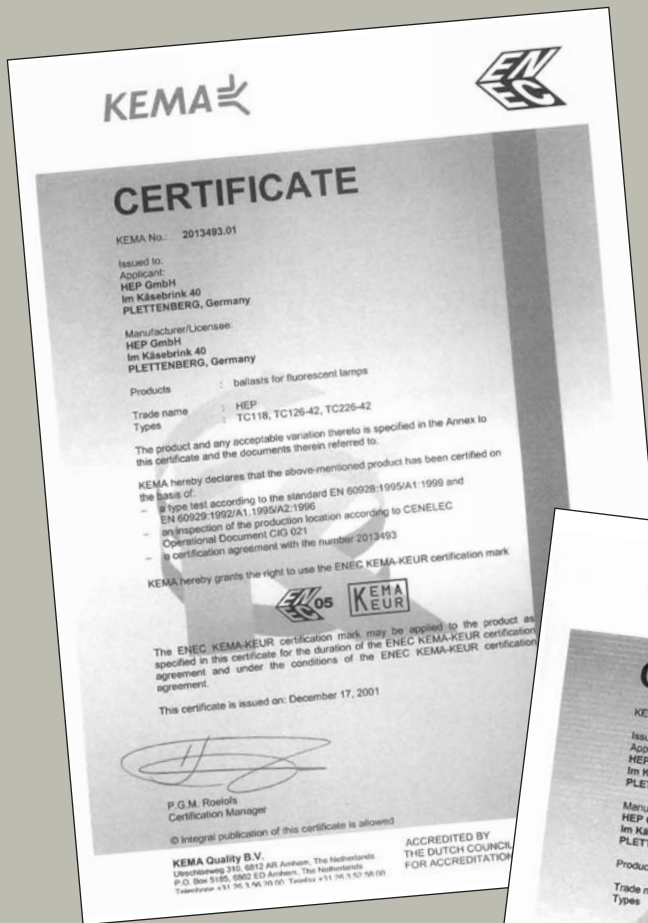 KEMA
EN
EC
CERTIFICATE
KEMA No.: 2013493.01
Issued to:
Applicant:
HEP GmbH
Im Käsebrink 40
PLETTENBERG, Germany
Manufacturer/Licensee:
HEP GmbH
Im Käsebrink 40
PLETTENBERG, Germany
Products : ballasts for fluorescent lamps
Trade name : HEP
Types : TC118, TC126-42, TC226-42
The product and any acceptable variation thereto is specified in the Annex to
this certificate and the documents therein referred to.
KEMA hereby declares that the above-mentioned product has been certified on
the basis of:
– a type test according to the standard EN 60928:1995/A1:1999 and
EN 60929:1992/A1:1995/A2:1996
– an inspection of the production location according to CENELEC
Operational Document CIG 021
– a certification agreement with the number 2013493
KEMA hereby grants the right to use the ENEC KEMA-KEUR certification mark
EN
EC 05
KEMA
KEUR
The ENEC KEMA-KEUR certification mark may be applied to the product as
specified in this certificate for the duration of the ENEC KEMA-KEUR certification
agreement and under the conditions of the ENEC KEMA-KEUR certification
agreement.
This certificate is issued on: December 17, 2001
P.G.M. Roelofs
Certification Manager
© Integral publication of this certificate is allowed
KEMA Quality B.V.
Utrechtseweg 310, 6812 AR Arnhem, The Netherlands
P.O. Box 5185, 6802 ED Arnhem, The Netherlands
ACCREDITED BY
THE DUTCH COUNCIL
FOR ACCREDITATION
KE
Issu
App
HEP
Im K
PLE
Manu
HEP
Im Kä
PLETT
Produc
Trade n
Types